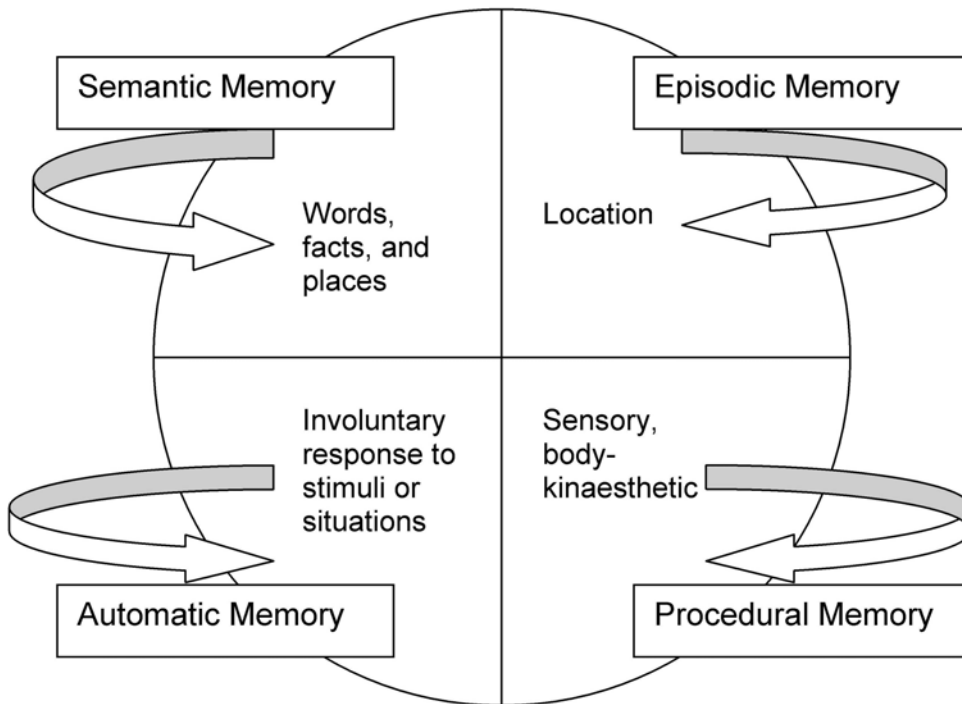 Semantic Memory
Episodic Memory
Words,
facts, and
places
Location
Involuntary
response to
stimuli or
situations
Sensory,
body-
kinaesthetic
Automatic Memory
Procedural Memory